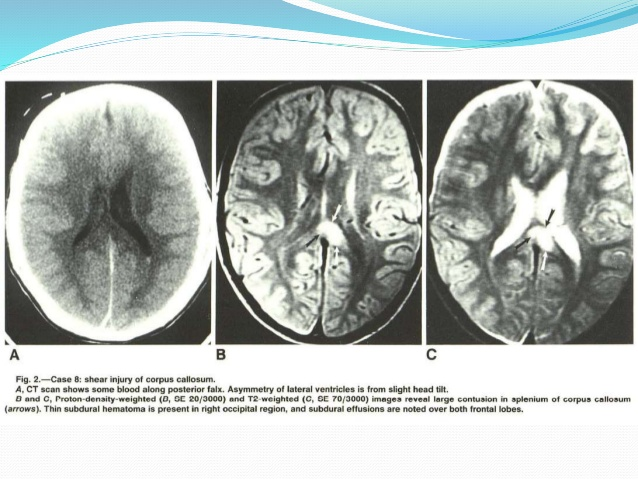 A B C
Fig. 2.—Case 8: shear injury of corpus callosum.
A, CT scan shows some blood along posterior falx. Asymmetry of lateral ventricles is from slight head tilt.
B and C, Proton-density-weighted (B, SE 20/3000) and T2-weighted (C, SE 70/3000) images reveal large contusion in splenium of corpus callosum
(arrows). Thin subdural hematoma is present in right occipital region, and subdural effusions are noted over both frontal lobes.